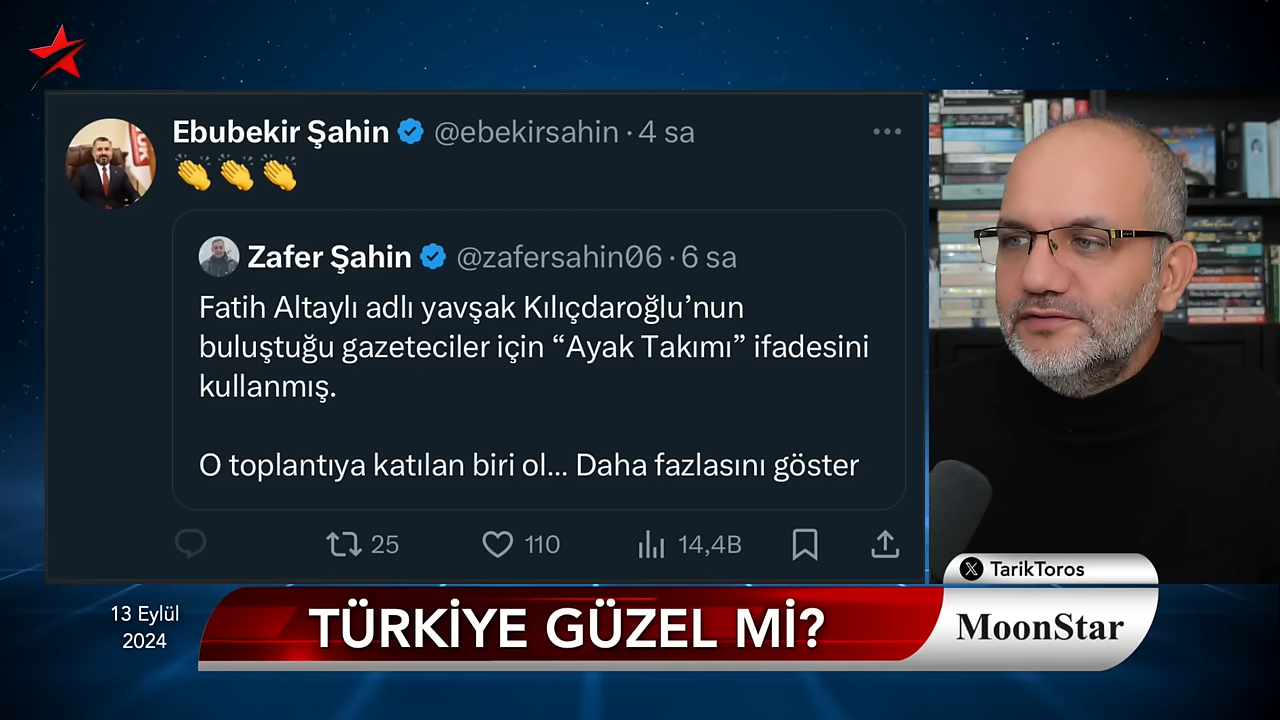 Ebubekir Şahin @ebekirsahin · 4 sa
👏👏👏
Zafer Şahin @zafersahin06 · 6 sa
Fatih Altaylı adlı yavşak Kılıçdaroğlu’nun
buluştuğu gazeteciler için “Ayak Takımı” ifadesini
kullanmış.
O toplantıya katılan biri ol... Daha fazlasını göster
25 110 14,4B
TarikToros
13 Eylül
2024
TÜRKİYE GÜZEL Mİ?
MoonStar